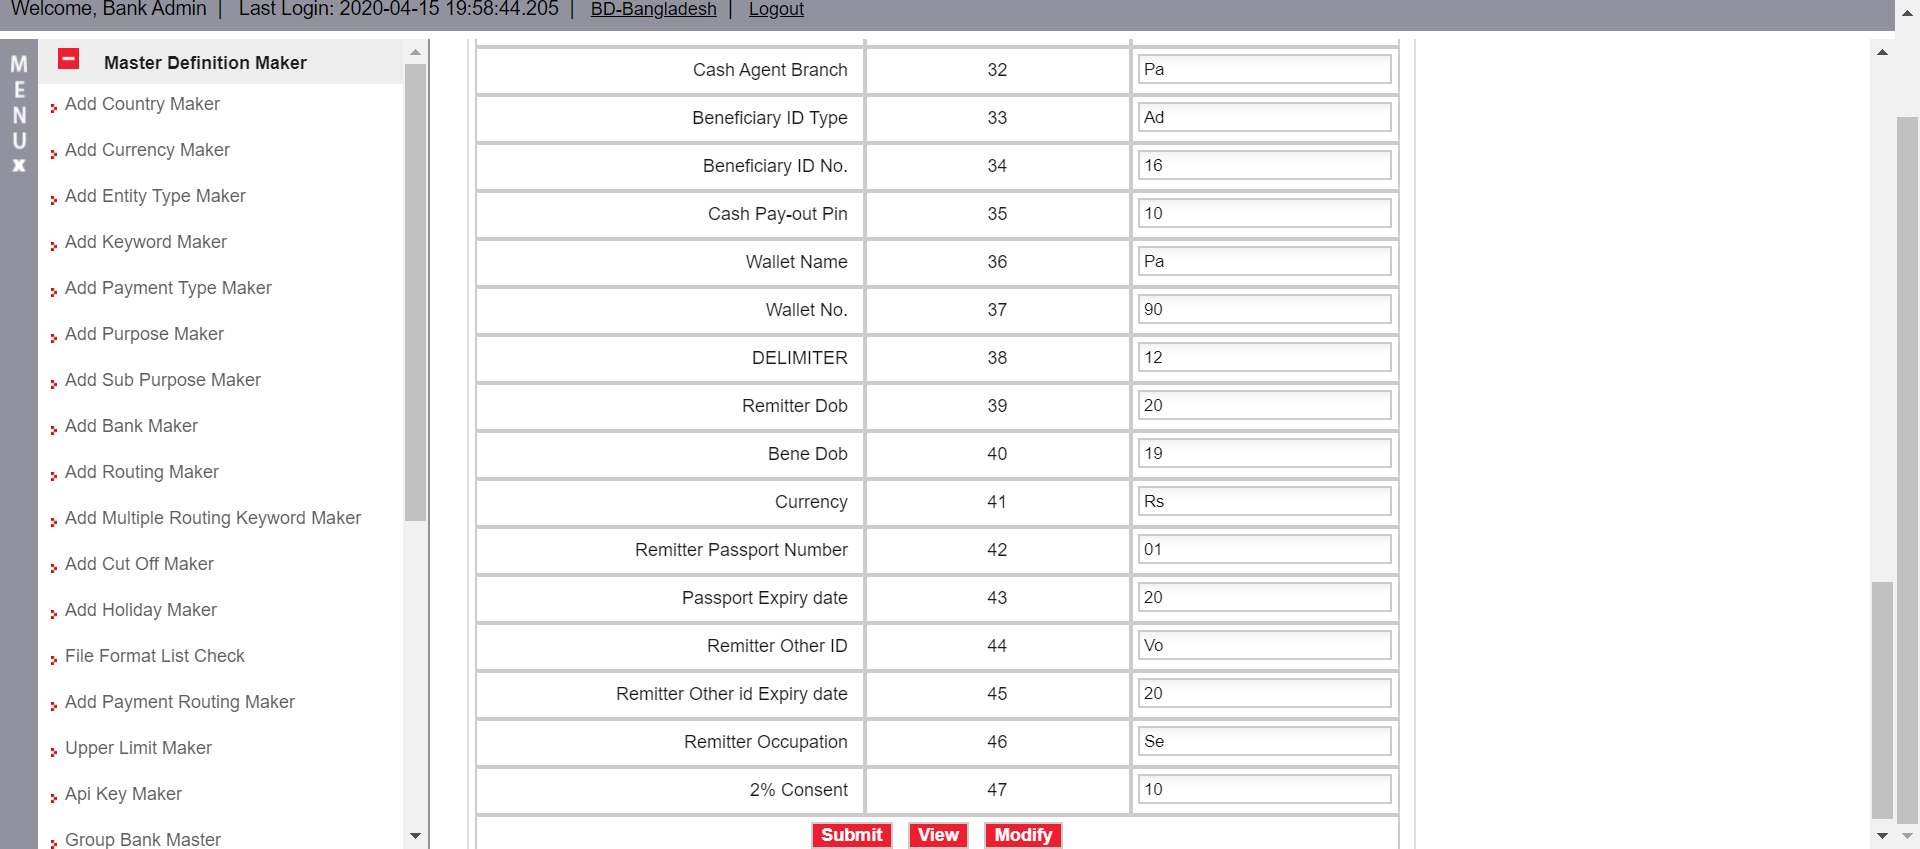 Welcome, Bank Admin | Last Login: 2020-04-15 19:58:44.205 | BD-Bangladesh | Logout
MENU X
Master Definition Maker
Add Country Maker
Add Currency Maker
Add Entity Type Maker
Add Keyword Maker
Add Payment Type Maker
Add Purpose Maker
Add Sub Purpose Maker
Add Bank Maker
Add Routing Maker
Add Multiple Routing Keyword Maker
Add Cut Off Maker
Add Holiday Maker
File Format List Check
Add Payment Routing Maker
Upper Limit Maker
Api Key Maker
Group Bank Master
Cash Agent Branch 32 Pa
Beneficiary ID Type 33 Ad
Beneficiary ID No. 34 16
Cash Pay-out Pin 35 10
Wallet Name 36 Pa
Wallet No. 37 90
DELIMITER 38 12
Remitter Dob 39 20
Bene Dob 40 19
Currency 41 Rs
Remitter Passport Number 42 01
Passport Expiry date 43 20
Remitter Other ID 44 Vo
Remitter Other id Expiry date 45 20
Remitter Occupation 46 Se
2% Consent 47 10
Submit View Modify